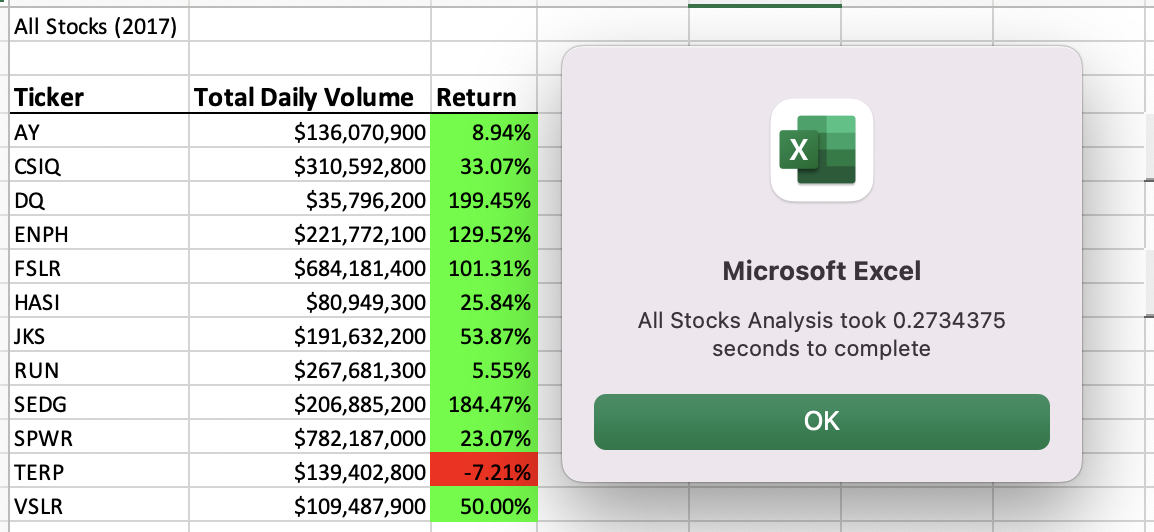 All Stocks (2017)
Ticker Total Daily Volume Return
AY $136,070,900 8.94%
CSIQ $310,592,800 33.07%
DQ $35,796,200 199.45%
ENPH $221,772,100 129.52%
FSLR $684,181,400 101.31%
HASI $80,949,300 25.84%
JKS $191,632,200 53.87%
RUN $267,681,300 5.55%
SEDG $206,885,200 184.47%
SPWR $782,187,000 23.07%
TERP $139,402,800 -7.21%
VSLR $109,487,900 50.00%
X
Microsoft Excel
All Stocks Analysis took 0.2734375
seconds to complete
OK